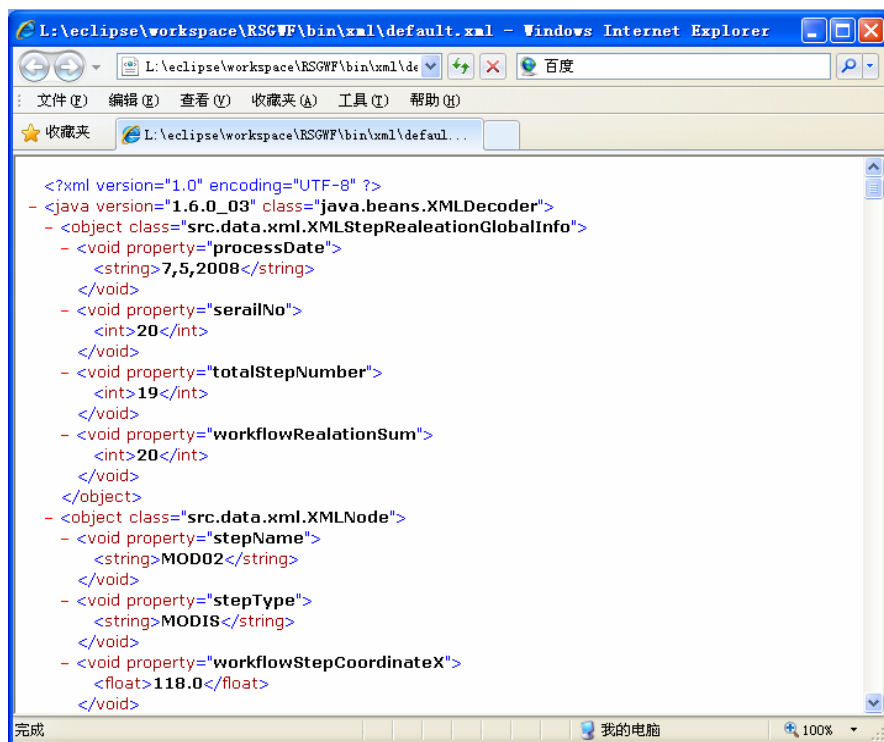 L:\eclipse\workspace\RSGWF\bin\xml\default.xml - Windows Internet Explorer
L:\eclipse\workspace\RSGWF\bin\xml\de 百度
文件(F) 编辑(E) 查看(V) 收藏夹(A) 工具(T) 帮助(H)
收藏夹 L:\eclipse\workspace\RSGWF\bin\xml\defaul...
<?xml version="1.0" encoding="UTF-8" ?>
- <java version="1.6.0_03" class="java.beans.XMLDecoder">
- <object class="src.data.xml.XMLStepRealeationGlobalInfo">
- <void property="processDate">
<string>7,5,2008</string>
</void>
- <void property="serailNo">
<int>20</int>
</void>
- <void property="totalStepNumber">
<int>19</int>
</void>
- <void property="workflowRealationSum">
<int>20</int>
</void>
</object>
- <object class="src.data.xml.XMLNode">
- <void property="stepName">
<string>MOD02</string>
</void>
- <void property="stepType">
<string>MODIS</string>
</void>
- <void property="workflowStepCoordinateX">
<float>118.0</float>
</void>
完成 我的电脑 100%